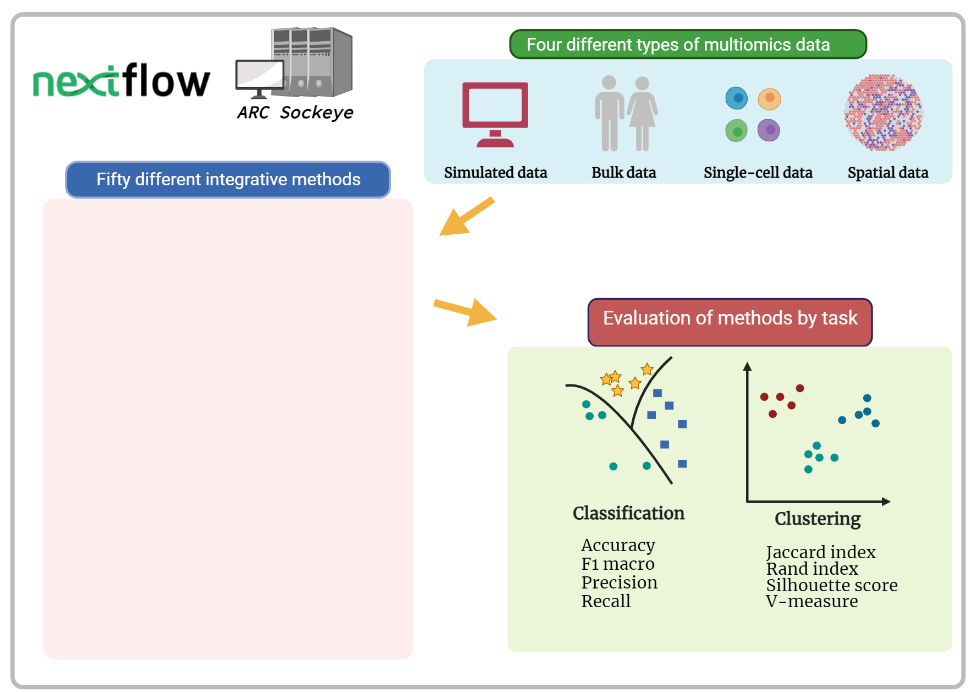 nextflow
ARC Sockeye
Four different types of multiomics data
Simulated data
Bulk data
Single-cell data
Spatial data
Fifty different integrative methods
Evaluation of methods by task
Classification
Accuracy
F1 macro
Precision
Recall
Clustering
Jaccard index
Rand index
Silhouette score
V-measure